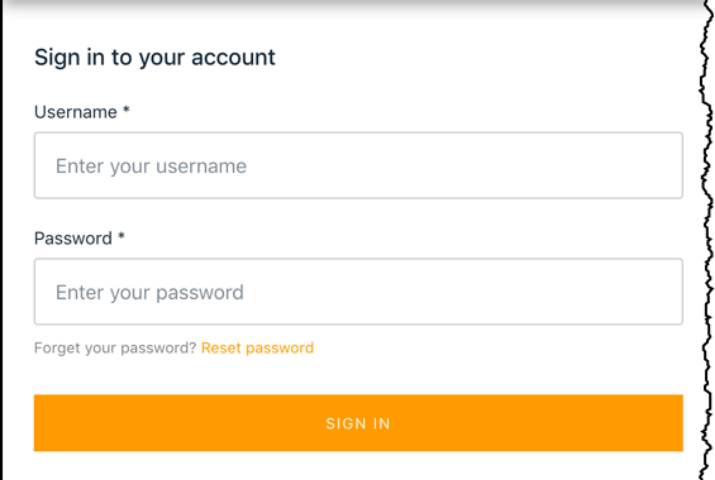 Sign in to your account
Username *
Enter your username
Password *
Enter your password
Forget your password? Reset password
SIGN IN